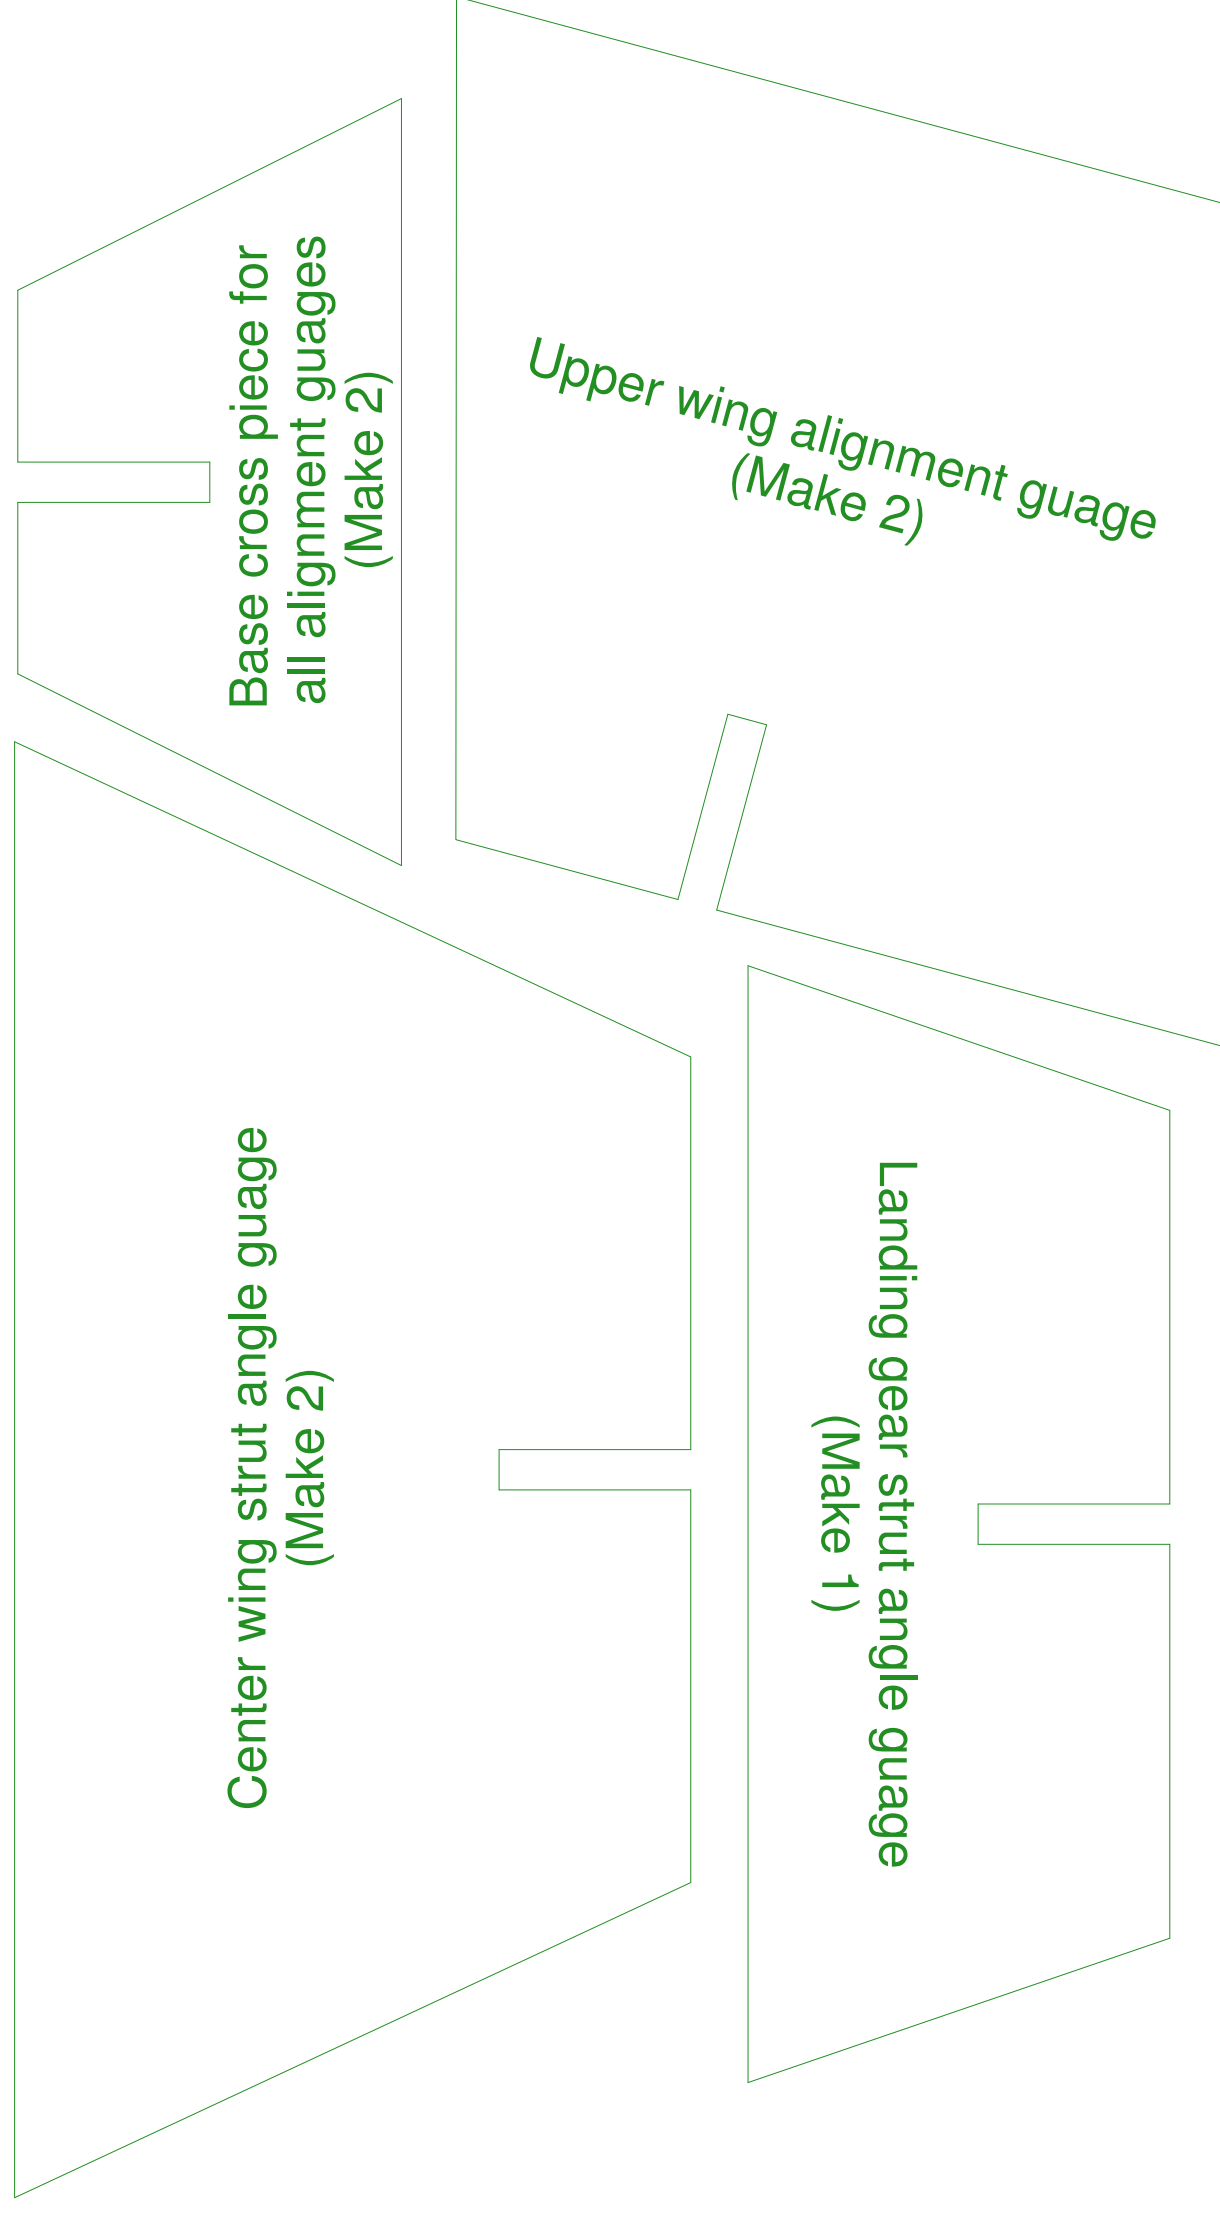 Base cross piece for
all alignment guages
(Make 2)
Upper wing alignment guage
(Make 2)
Center wing strut angle guage
(Make 2)
Landing gear strut angle guage
(Make 1)